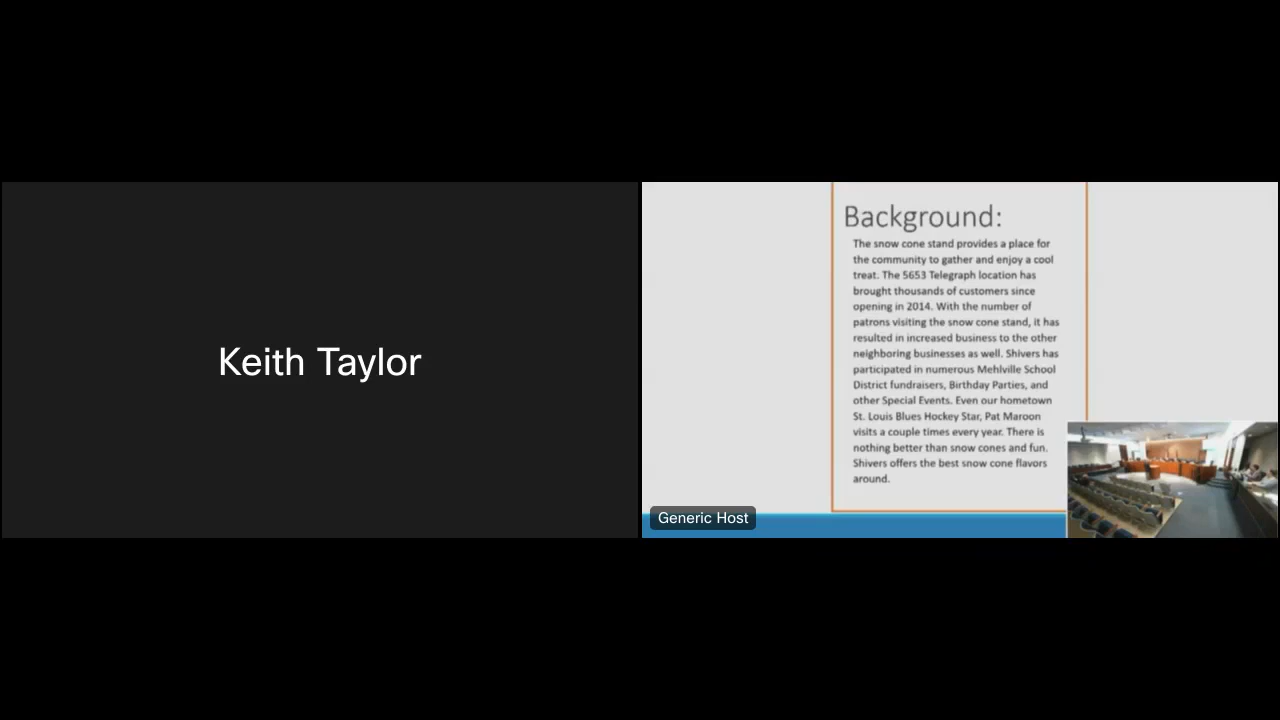 Keith Taylor
Background:
The snow cone stand provides a place for
the community to gather and enjoy a cool
treat. The 5653 Telegraph location has
brought thousands of customers since
opening in 2014. With the number of
patrons visiting the snow cone stand, it has
resulted in increased business to the other
neighboring businesses as well. Shivers has
participated in numerous Mehlville School
District fundraisers, Birthday Parties, and
other Special Events. Even our hometown
St. Louis Blues Hockey Star, Pat Maroon
visits a couple times every year. There is
nothing better than snow cones and fun.
Shivers offers the best snow cone flavors
around.
Generic Host